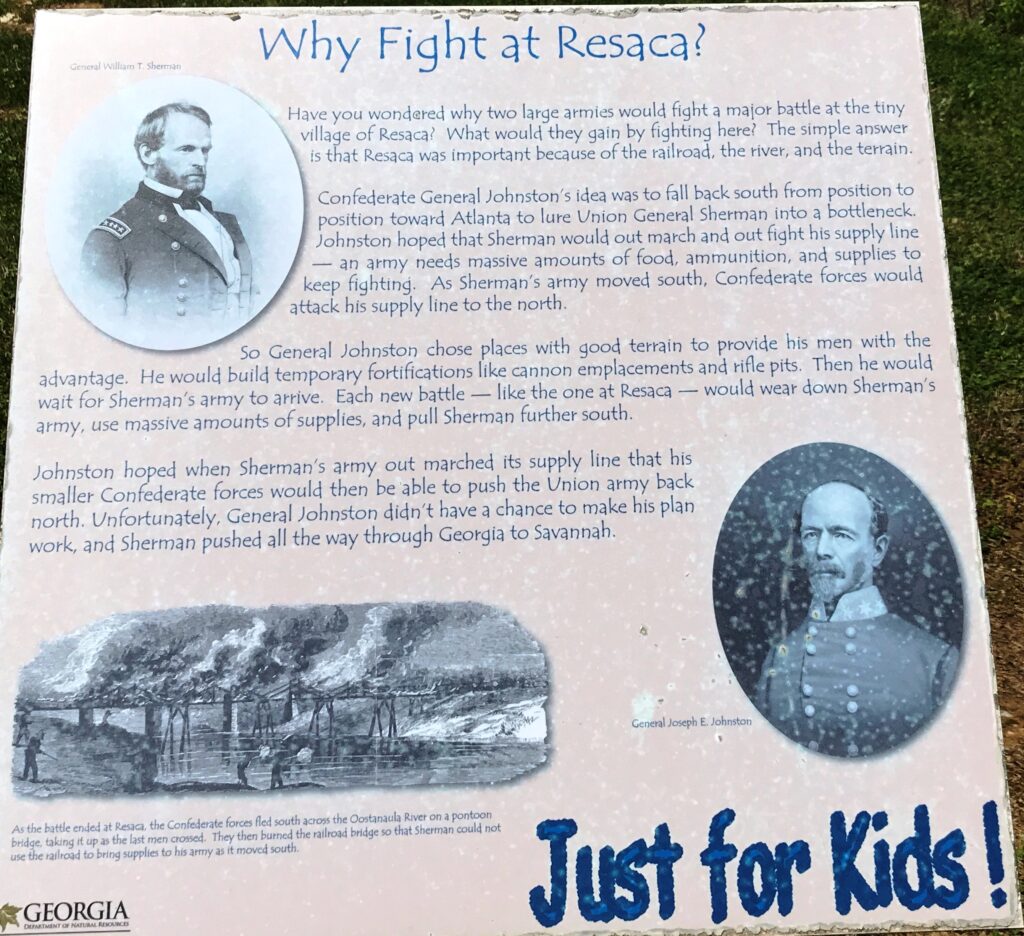 Why Fight at Resaca?
General William T. Sherman
Have you wondered why two large armies would fight a major battle at the tiny
village of Resaca? What would they gain by fighting here? The simple answer
is that Resaca was important because of the railroad, the river, and the terrain.
Confederate General Johnston's idea was to fall back south from position to
position toward Atlanta to lure Union General Sherman into a bottleneck.
Johnston hoped that Sherman would out march and out fight his supply line
— an army needs massive amounts of food, ammunition, and supplies to
keep fighting. As Sherman's army moved south, Confederate forces would
attack his supply line to the north.
So General Johnston chose places with good terrain to provide his men with the
advantage. He would build temporary fortifications like cannon emplacements and rifle pits. Then he would
wait for Sherman's army to arrive. Each new battle — like the one at Resaca — would wear down Sherman's
army, use massive amounts of supplies, and pull Sherman further south.
Johnston hoped when Sherman's army out marched its supply line that his
smaller Confederate forces would then be able to push the Union army back
north. Unfortunately, General Johnston didn't have a chance to make his plan
work, and Sherman pushed all the way through Georgia to Savannah.
General Joseph E. Johnston
As the battle ended at Resaca, the Confederate forces fled south across the Oostanaula River on a pontoon
bridge, taking it up as the last men crossed. They then burned the railroad bridge so that Sherman could not
use the railroad to bring supplies to his army as it moved south.
Just for Kids!
GEORGIA
DEPARTMENT OF NATURAL RESOURCES